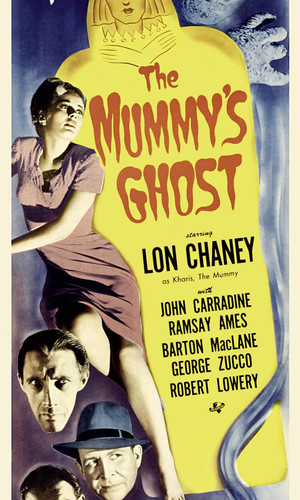 The
MUMMY'S
GHOST
starring
LON CHANEY
as Kharis, The Mummy
with
JOHN CARRADINE
RAMSAY AMES
BARTON MacLANE
GEORGE ZUCCO
ROBERT LOWERY